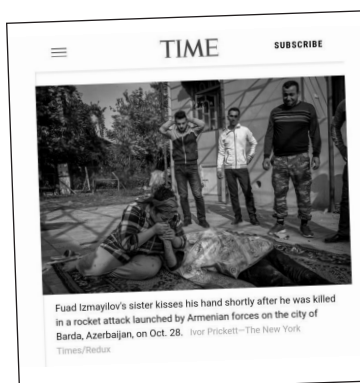 TIME
SUBSCRIBE
Fuad Izmayilov's sister kisses his hand shortly after he was killed
in a rocket attack launched by Armenian forces on the city of
Barda, Azerbaijan, on Oct. 28. Ivor Prickett—The New York
Times/Redux